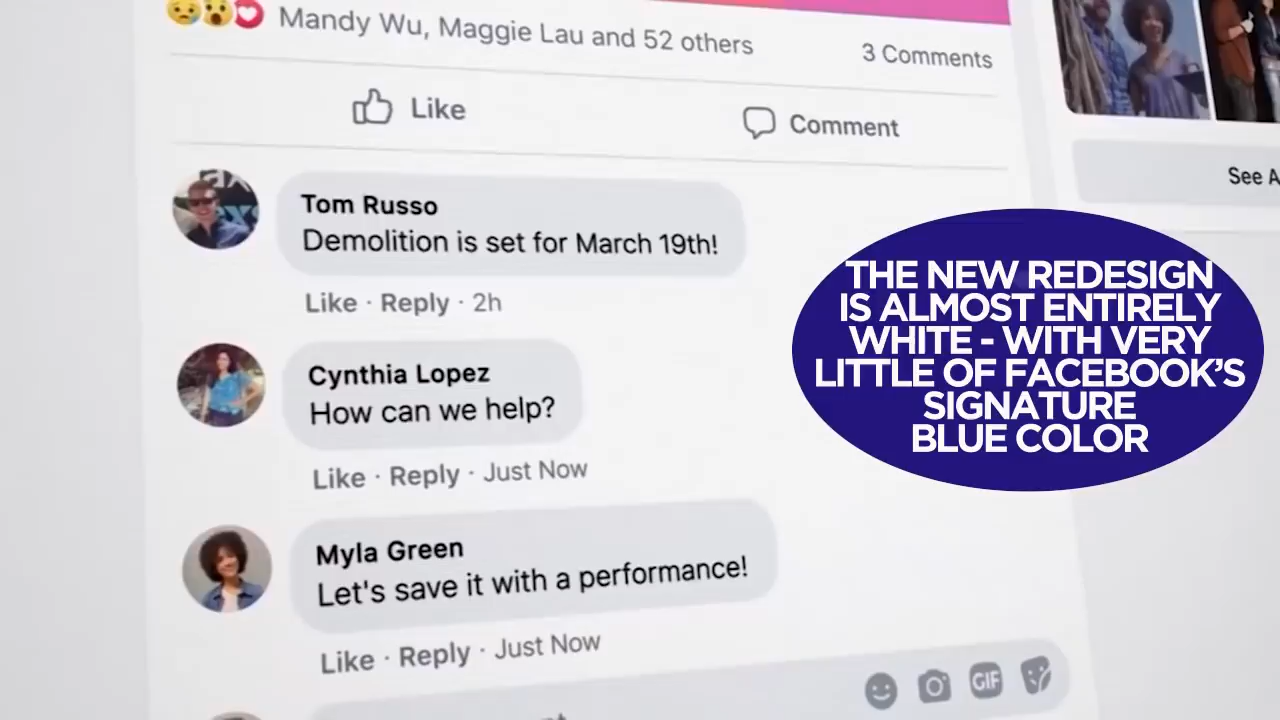 Mandy Wu, Maggie Lau and 52 others
3 Comments
Like
Comment
See
Tom Russo
Demolition is set for March 19th!
Like · Reply · 2h
THE NEW REDESIGN
IS ALMOST ENTIRELY
WHITE - WITH VERY
LITTLE OF FACEBOOK'S
SIGNATURE
BLUE COLOR
Cynthia Lopez
How can we help?
Like · Reply · Just Now
Myla Green
Let's save it with a performance!
Like · Reply · Just Now
GIF